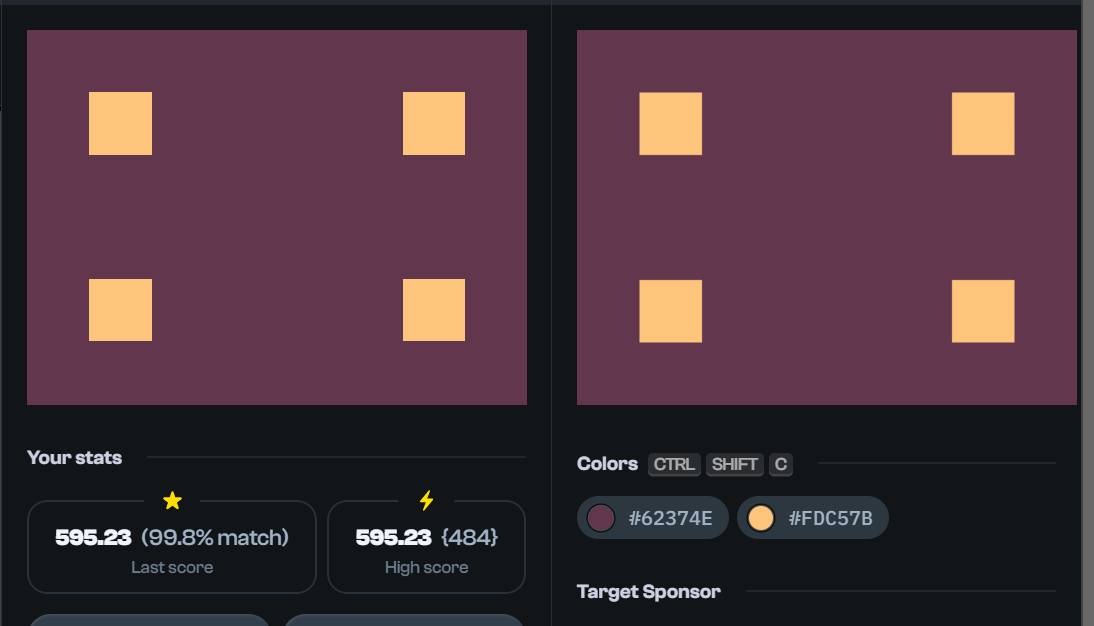 Your stats
595.23 (99.8% match)
Last score
595.23 {484}
High score
Colors CTRL SHIFT C
#62374E
#FDC57B
Target Sponsor